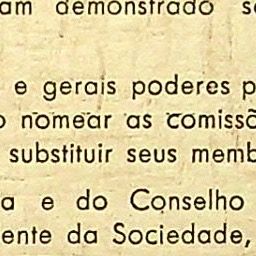 am demonstrado
e gerais poderes p
o nomear as comissõ
substituir seus memb
a e do Conselho
ente da Sociedade,